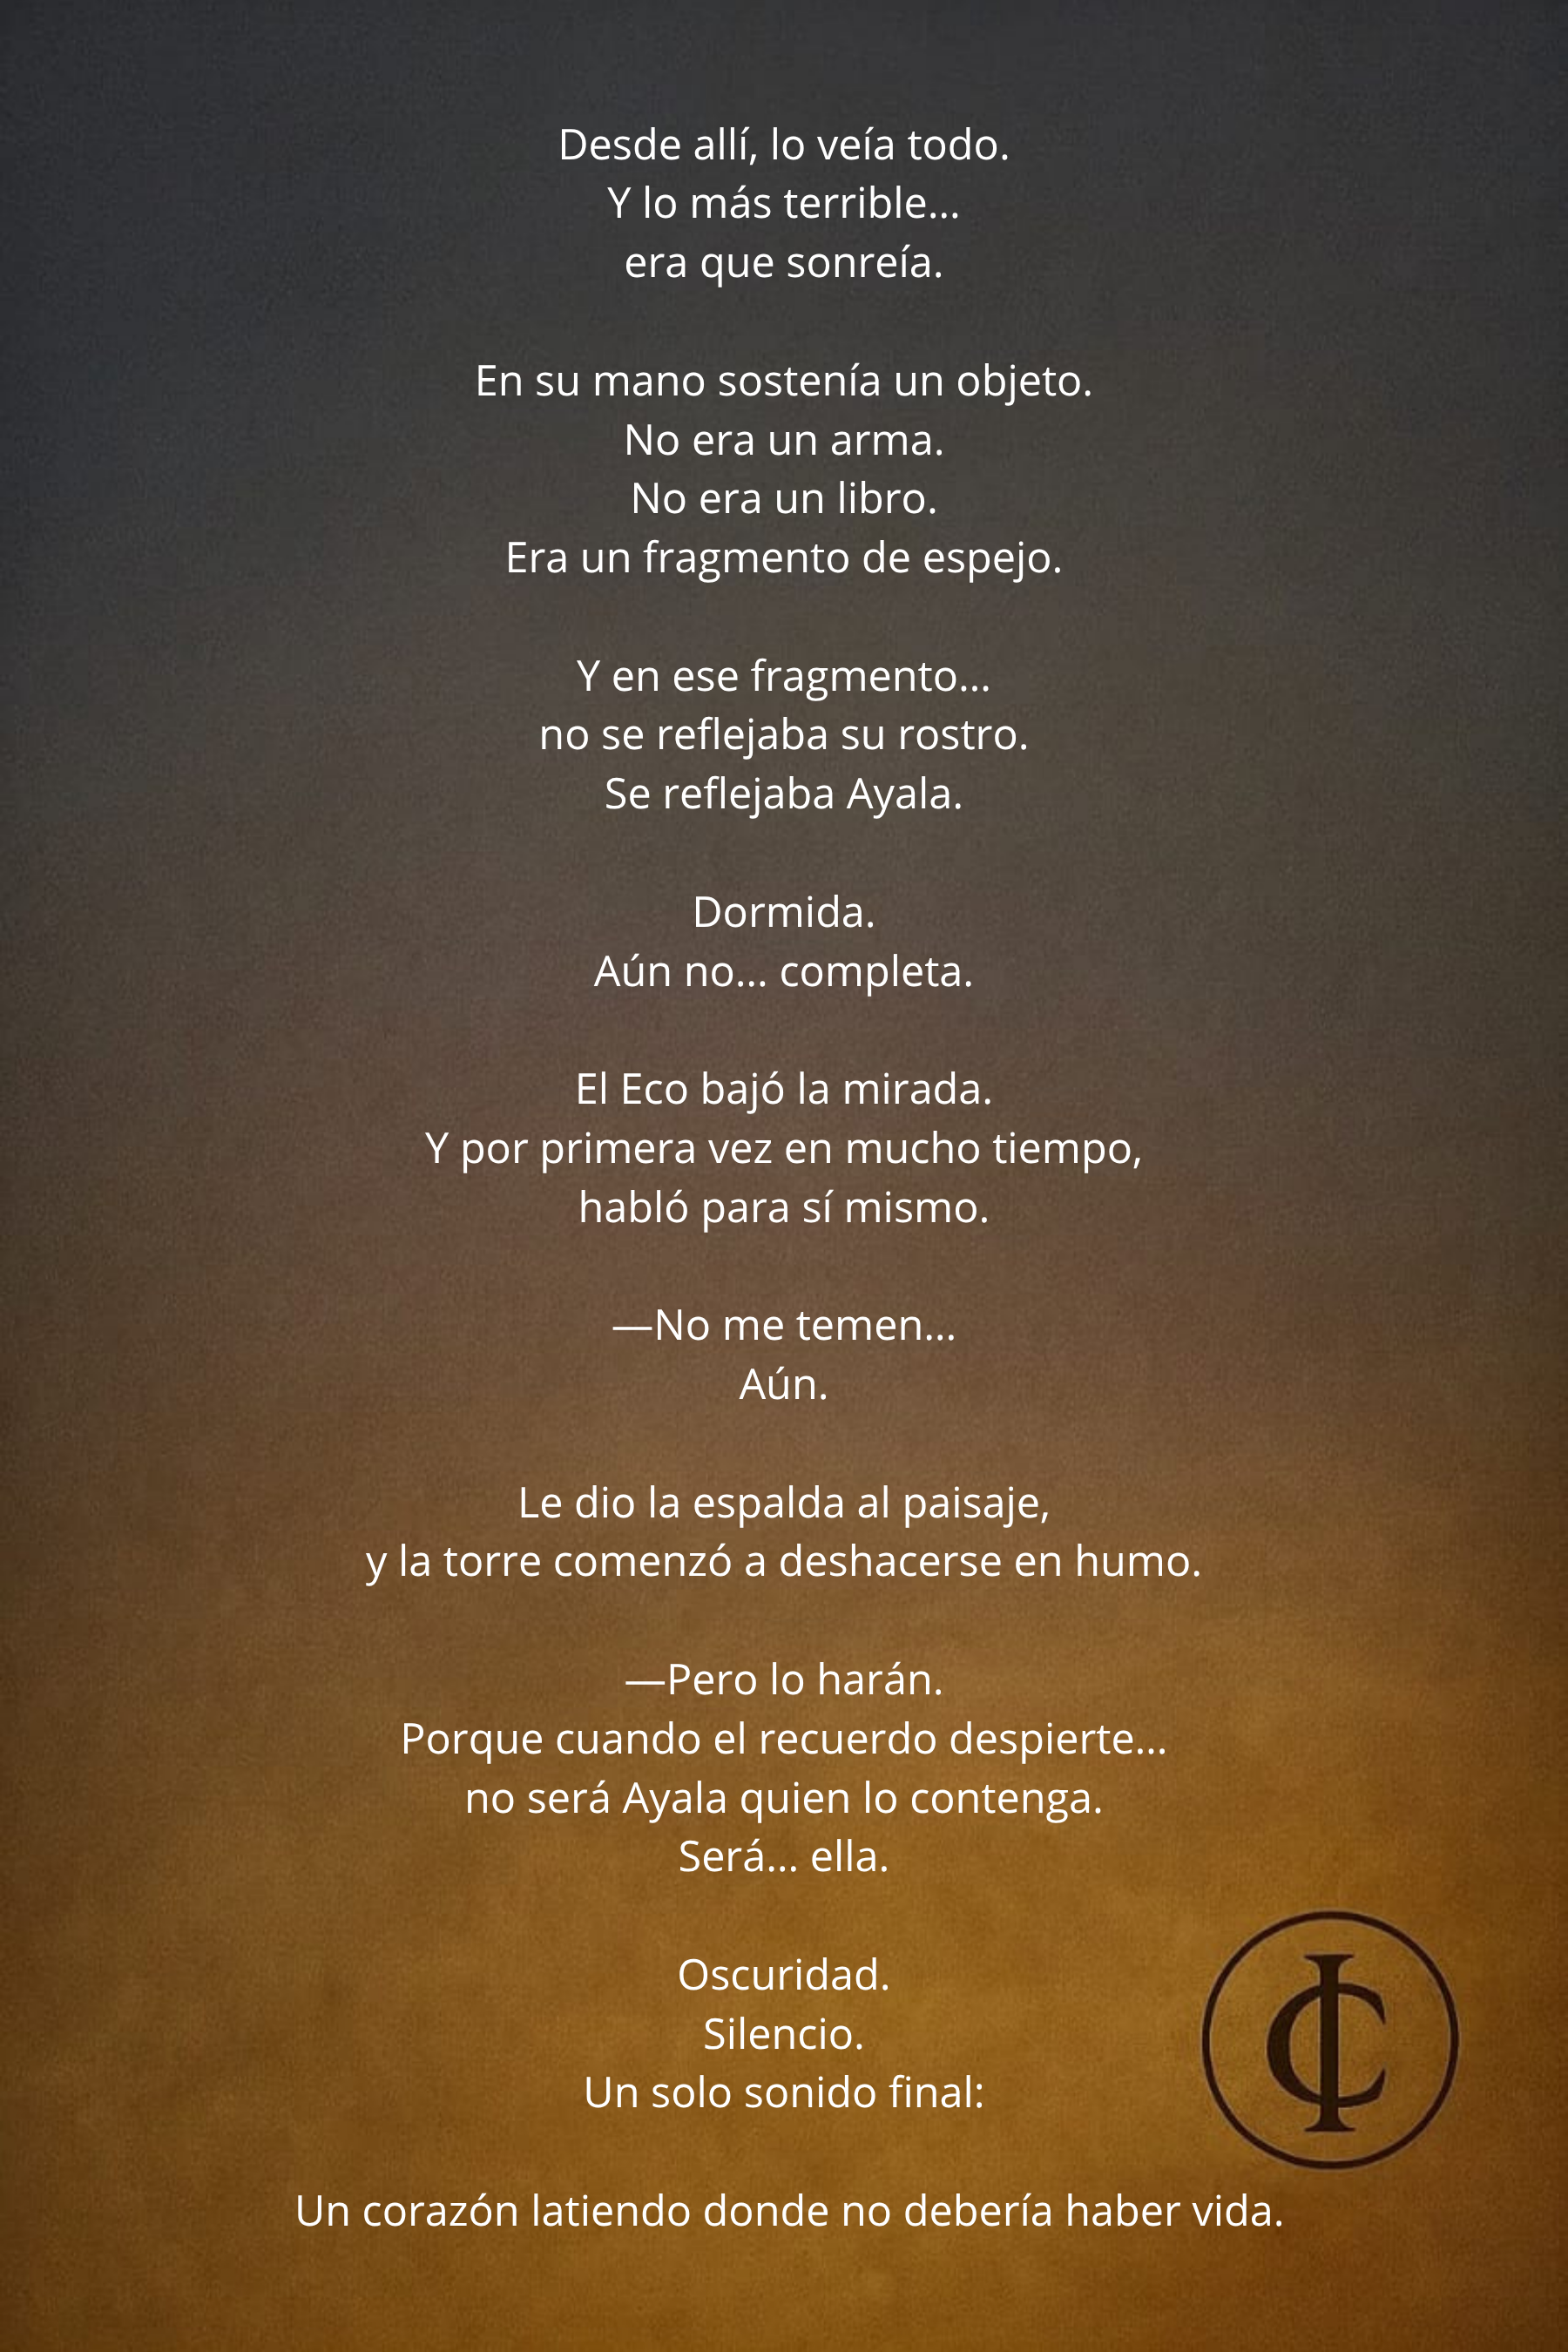 Desde allí, lo veía todo.
Y lo más terrible...
era que sonreía.
En su mano sostenía un objeto.
No era un arma.
No era un libro.
Era un fragmento de espejo.
Y en ese fragmento...
no se reflejaba su rostro.
Se reflejaba Ayala.
Dormida.
Aún no... completa.
El Eco bajó la mirada.
Y por primera vez en mucho tiempo,
habló para sí mismo.
—No me temen...
Aún.
Le dio la espalda al paisaje,
y la torre comenzó a deshacerse en humo.
—Pero lo harán.
Porque cuando el recuerdo despierte...
no será Ayala quien lo contenga.
Será... ella.
Oscuridad.
Silencio.
Un solo sonido final:
Un corazón latiendo donde no debería haber vida.